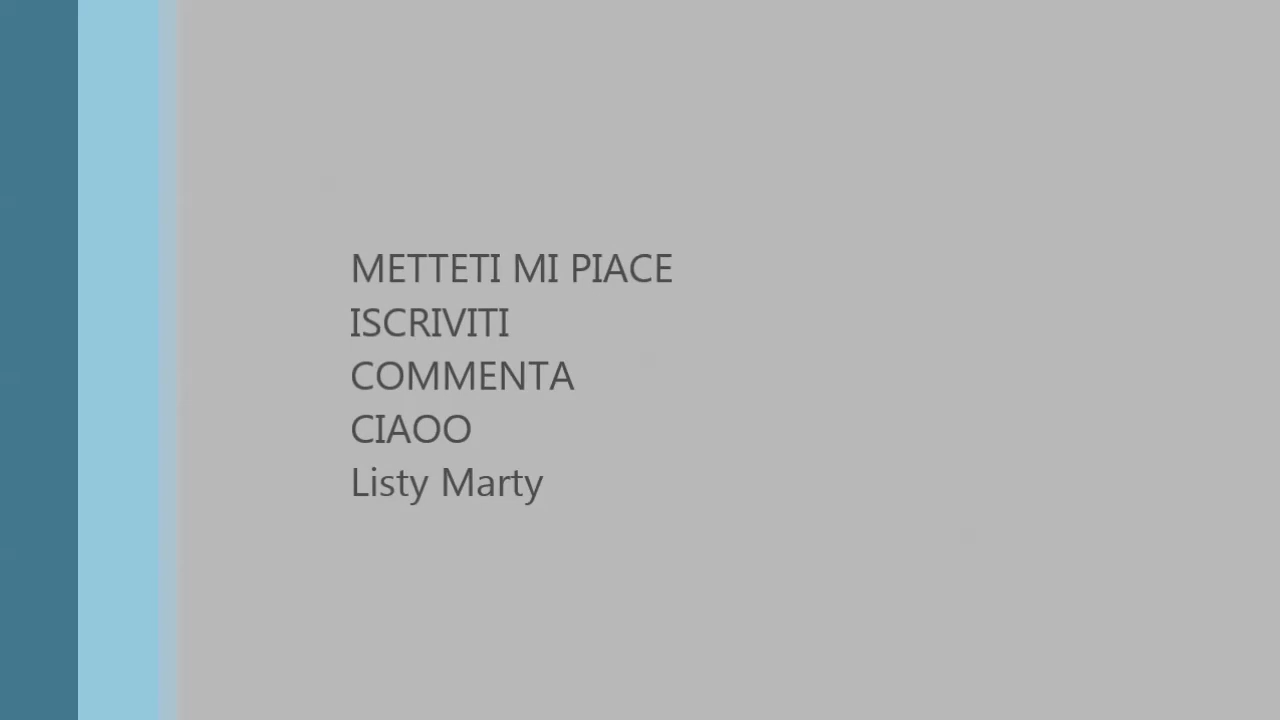 METTETI MI PIACE
ISCRIVITI
COMMENTA
CIAOO
Listy Marty